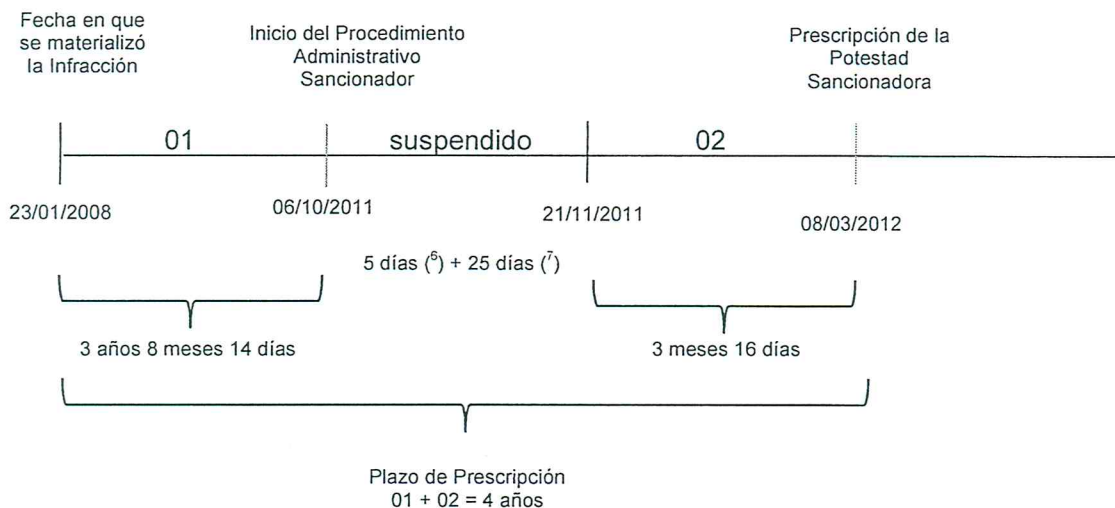 Fecha en que
se materializó
la Infracción
Inicio del Procedimiento
Administrativo
Sancionador
Prescripción de la
Potestad
Sancionadora
01
suspendido
02
23/01/2008
06/10/2011
21/11/2011
08/03/2012
5 días (⁶) + 25 días (⁷)
3 años 8 meses 14 días
3 meses 16 días
Plazo de Prescripción
01 + 02 = 4 años